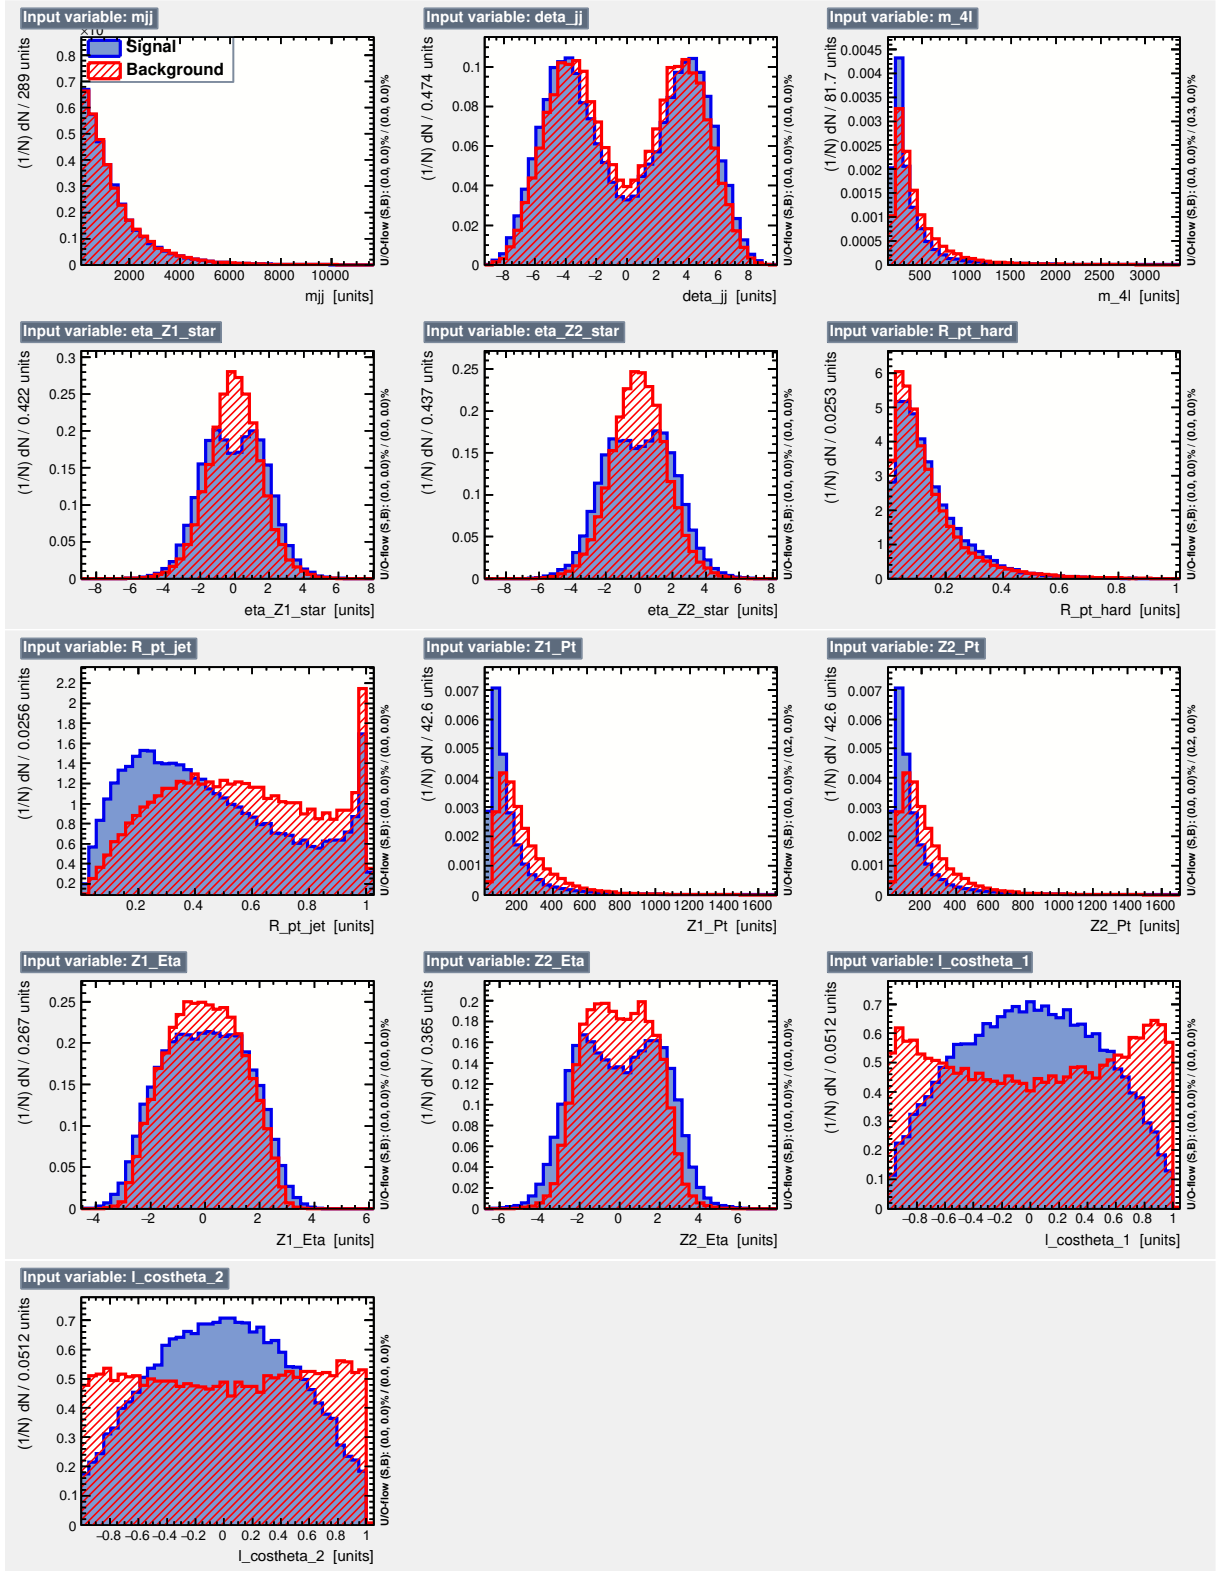 Input variable: mjj
×10
Signal
Background
(1/N) dN / 289 units
0.8
0.7
0.6
0.5
0.4
0.3
0.2
0.1
0
2000 4000 6000 8000 10000
mjj [units]
U/O-flow (S,B): (0.0, 0.0)% / (0.0, 0.0)%
Input variable: deta_jj
(1/N) dN / 0.474 units
0.1
0.08
0.06
0.04
0.02
0
−8 −6 −4 −2 0 2 4 6 8
deta_jj [units]
U/O-flow (S,B): (0.0, 0.0)% / (0.0, 0.0)%
Input variable: m_4l
(1/N) dN / 81.7 units
0.0045
0.004
0.0035
0.003
0.0025
0.002
0.0015
0.001
0.0005
0
500 1000 1500 2000 2500 3000
m_4l [units]
U/O-flow (S,B): (0.0, 0.0)% / (0.3, 0.0)%
Input variable: eta_Z1_star
(1/N) dN / 0.422 units
0.3
0.25
0.2
0.15
0.1
0.05
0
−8 −6 −4 −2 0 2 4 6 8
eta_Z1_star [units]
U/O-flow (S,B): (0.0, 0.0)% / (0.0, 0.0)%
Input variable: eta_Z2_star
(1/N) dN / 0.437 units
0.25
0.2
0.15
0.1
0.05
0
−8 −6 −4 −2 0 2 4 6 8
eta_Z2_star [units]
U/O-flow (S,B): (0.0, 0.0)% / (0.0, 0.0)%
Input variable: R_pt_hard
(1/N) dN / 0.0253 units
6
5
4
3
2
1
0
0.2 0.4 0.6 0.8 1
R_pt_hard [units]
U/O-flow (S,B): (0.0, 0.0)% / (0.0, 0.0)%
Input variable: R_pt_jet
(1/N) dN / 0.0256 units
2.2
2
1.8
1.6
1.4
1.2
1
0.8
0.6
0.4
0.2
0.2 0.4 0.6 0.8 1
R_pt_jet [units]
U/O-flow (S,B): (0.0, 0.0)% / (0.0, 0.0)%
Input variable: Z1_Pt
(1/N) dN / 42.6 units
0.007
0.006
0.005
0.004
0.003
0.002
0.001
0
200 400 600 800 1000 1200 1400 1600
Z1_Pt [units]
U/O-flow (S,B): (0.0, 0.0)% / (0.2, 0.0)%
Input variable: Z2_Pt
(1/N) dN / 42.6 units
0.007
0.006
0.005
0.004
0.003
0.002
0.001
0
200 400 600 800 1000 1200 1400 1600
Z2_Pt [units]
U/O-flow (S,B): (0.0, 0.0)% / (0.2, 0.0)%
Input variable: Z1_Eta
(1/N) dN / 0.267 units
0.25
0.2
0.15
0.1
0.05
0
−4 −2 0 2 4 6
Z1_Eta [units]
U/O-flow (S,B): (0.0, 0.0)% / (0.0, 0.0)%
Input variable: Z2_Eta
(1/N) dN / 0.365 units
0.2
0.18
0.16
0.14
0.12
0.1
0.08
0.06
0.04
0.02
0
−6 −4 −2 0 2 4 6
Z2_Eta [units]
U/O-flow (S,B): (0.0, 0.0)% / (0.0, 0.0)%
Input variable: l_costheta_1
(1/N) dN / 0.0512 units
0.7
0.6
0.5
0.4
0.3
0.2
0.1
0
−0.8 −0.6 −0.4 −0.2 0 0.2 0.4 0.6 0.8 1
l_costheta_1 [units]
U/O-flow (S,B): (0.0, 0.0)% / (0.0, 0.0)%
Input variable: l_costheta_2
(1/N) dN / 0.0512 units
0.7
0.6
0.5
0.4
0.3
0.2
0.1
0
−0.8 −0.6 −0.4 −0.2 0 0.2 0.4 0.6 0.8 1
l_costheta_2 [units]
U/O-flow (S,B): (0.0, 0.0)% / (0.0, 0.0)%